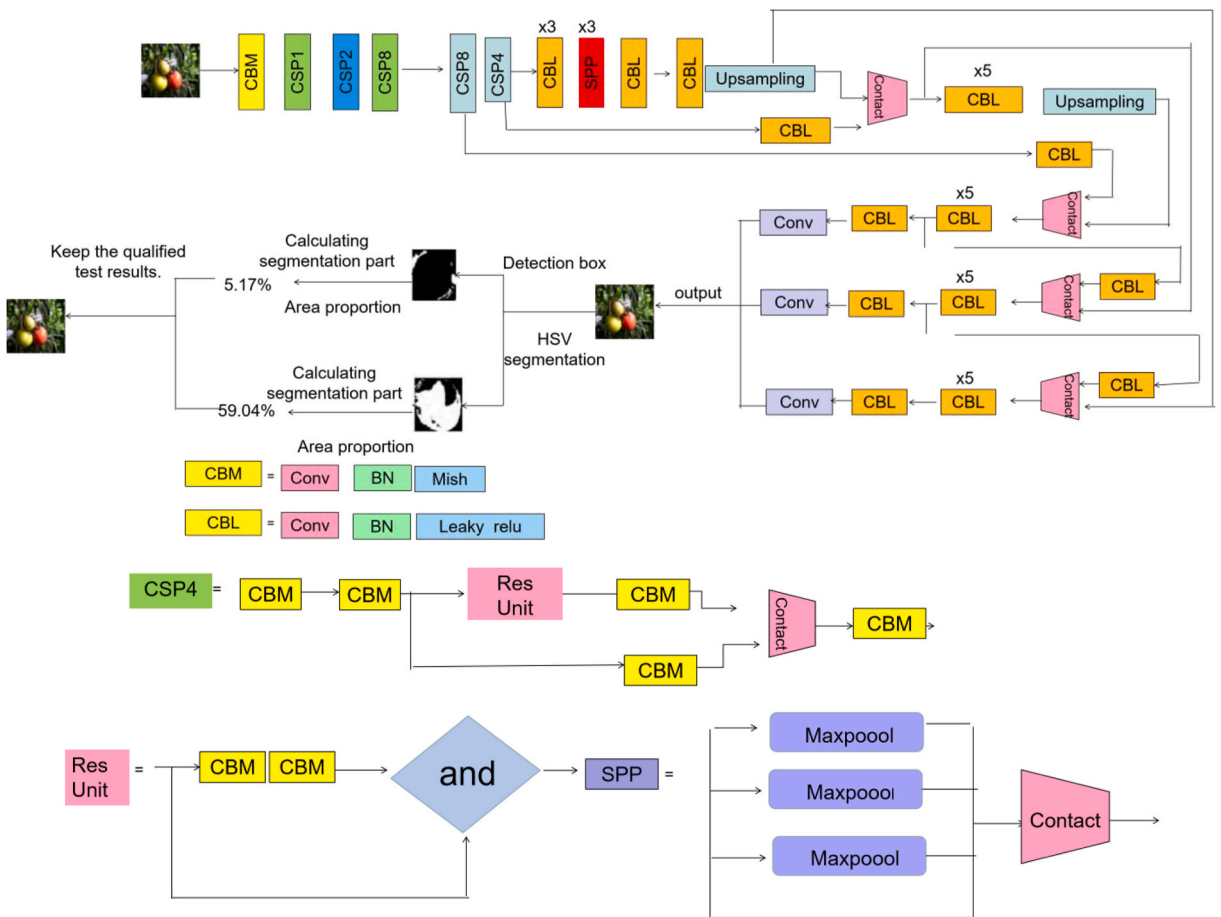 x3
x3
CBM
CSP1
CSP2
CSP8
CSP8
CSP4
CBL
SPP
CBL
CBL
Upsampling
Contact
x5
CBL
Upsampling
CBL
CBL
Conv
CBL
x5
CBL
Contact
Keep the qualified
test results.
Calculating
segmentation part
5.17%
Area proportion
Detection box
HSV
segmentation
output
Conv
CBL
x5
CBL
Contact
CBL
Calculating
segmentation part
59.04%
Area proportion
Conv
CBL
x5
CBL
Contact
CBL
CBM = Conv BN Mish
CBL = Conv BN Leaky relu
CSP4 = CBM CBM Res
Unit
CBM
CBM
Contact
CBM
Res
Unit
= CBM CBM and SPP =
Maxpoool
Maxpoool
Maxpoool
Contact